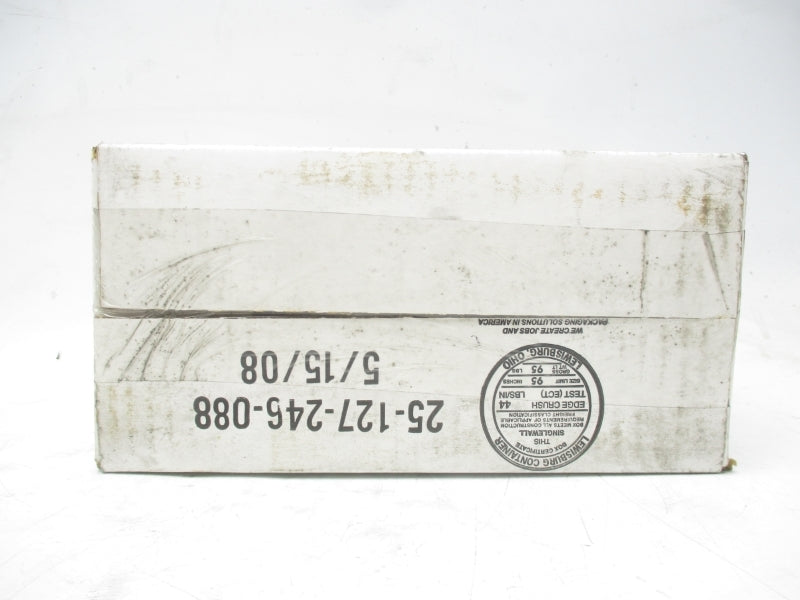 LEWISBURG CONTAINER
BOX CERTIFICATE
THIS
SINGLEWALL
BOX MEETS ALL CONSTRUCTION
REQUIREMENTS OF APPLICABLE
FREIGHT CLASSIFICATION
EDGE CRUSH 44
TEST (ECT) LBS/IN
SIZE LIMIT 95 INCHES
GROSS WT LT 95 LBS
LEWISBURG, OHIO
25-127-246-088
5/15/08
WE CREATE JOBS AND
PACKAGING SOLUTIONS IN AMERICA